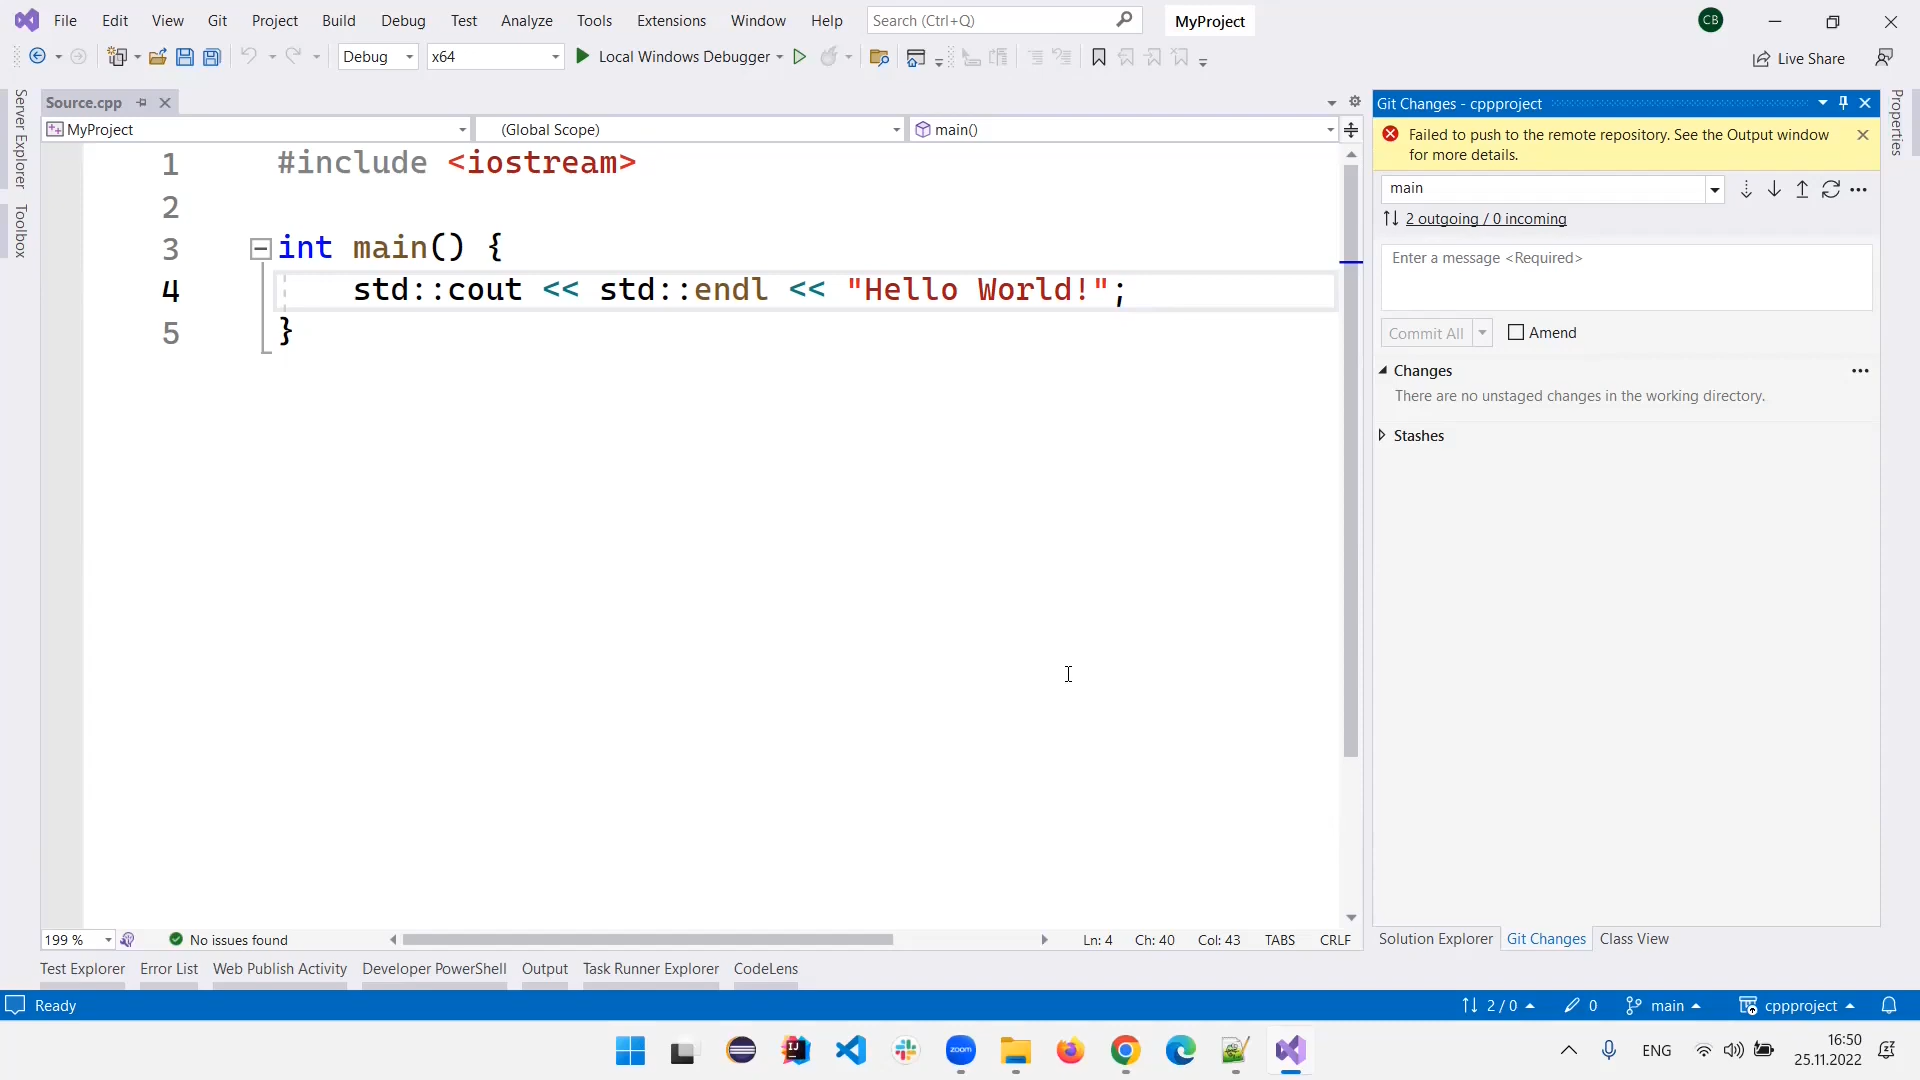 File Edit View Git Project Build Debug Test Analyze Tools Extensions Window Help Search (Ctrl+Q) MyProject CB
Debug x64 Local Windows Debugger Live Share
Server Explorer
Toolbox
Source.cpp
MyProject (Global Scope) main()
1 #include <iostream>
2
3 int main() {
4 std::cout << std::endl << "Hello World!";
5 }
199 % No issues found Ln: 4 Ch: 40 Col: 43 TABS CRLF
Git Changes - cppproject
Failed to push to the remote repository. See the Output window
for more details.
main
2 outgoing / 0 incoming
Enter a message <Required>
Commit All Amend
Changes
There are no unstaged changes in the working directory.
Stashes
Solution Explorer Git Changes Class View
Properties
Test Explorer Error List Web Publish Activity Developer PowerShell Output Task Runner Explorer CodeLens
Ready 2 / 0 0 main cppproject
zoom
IJ
ENG
16:50
25.11.2022